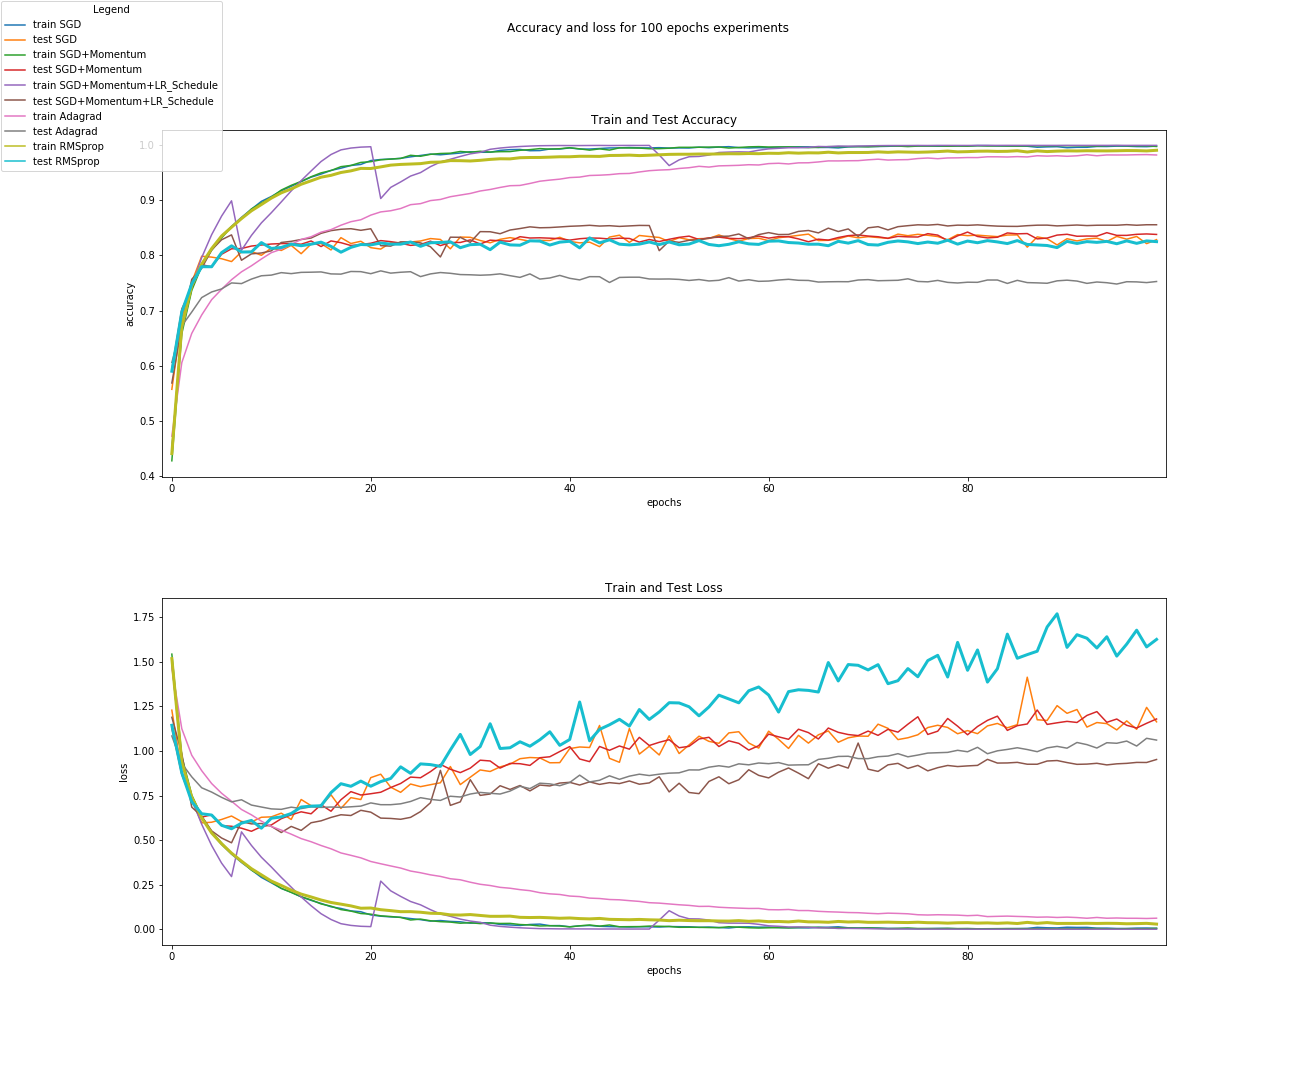 Legend
train SGD
test SGD
train SGD+Momentum
test SGD+Momentum
train SGD+Momentum+LR_Schedule
test SGD+Momentum+LR_Schedule
train Adagrad
test Adagrad
train RMSprop
test RMSprop
Accuracy and loss for 100 epochs experiments
Train and Test Accuracy
1.0
0.9
0.8
0.7
0.6
0.5
0.4
accuracy
0 20 40 60 80
epochs
Train and Test Loss
1.75
1.50
1.25
1.00
0.75
0.50
0.25
0.00
loss
0 20 40 60 80
epochs